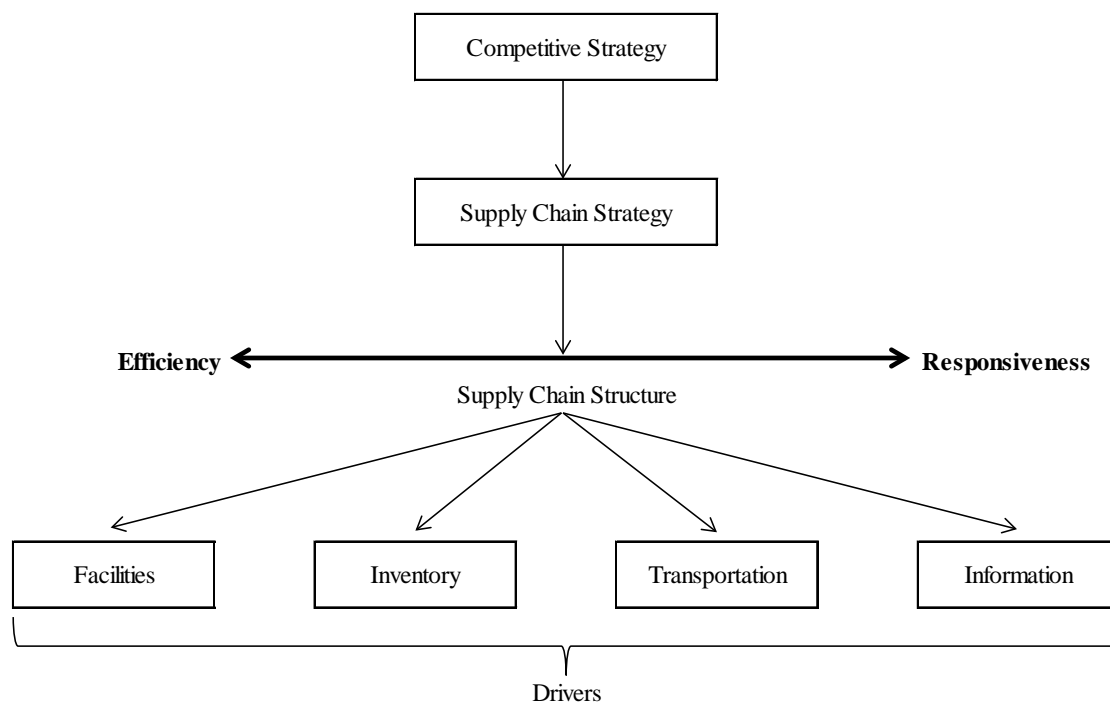 Competitive Strategy
Supply Chain Strategy
Efficiency
Responsiveness
Supply Chain Structure
Facilities
Inventory
Transportation
Information
Drivers